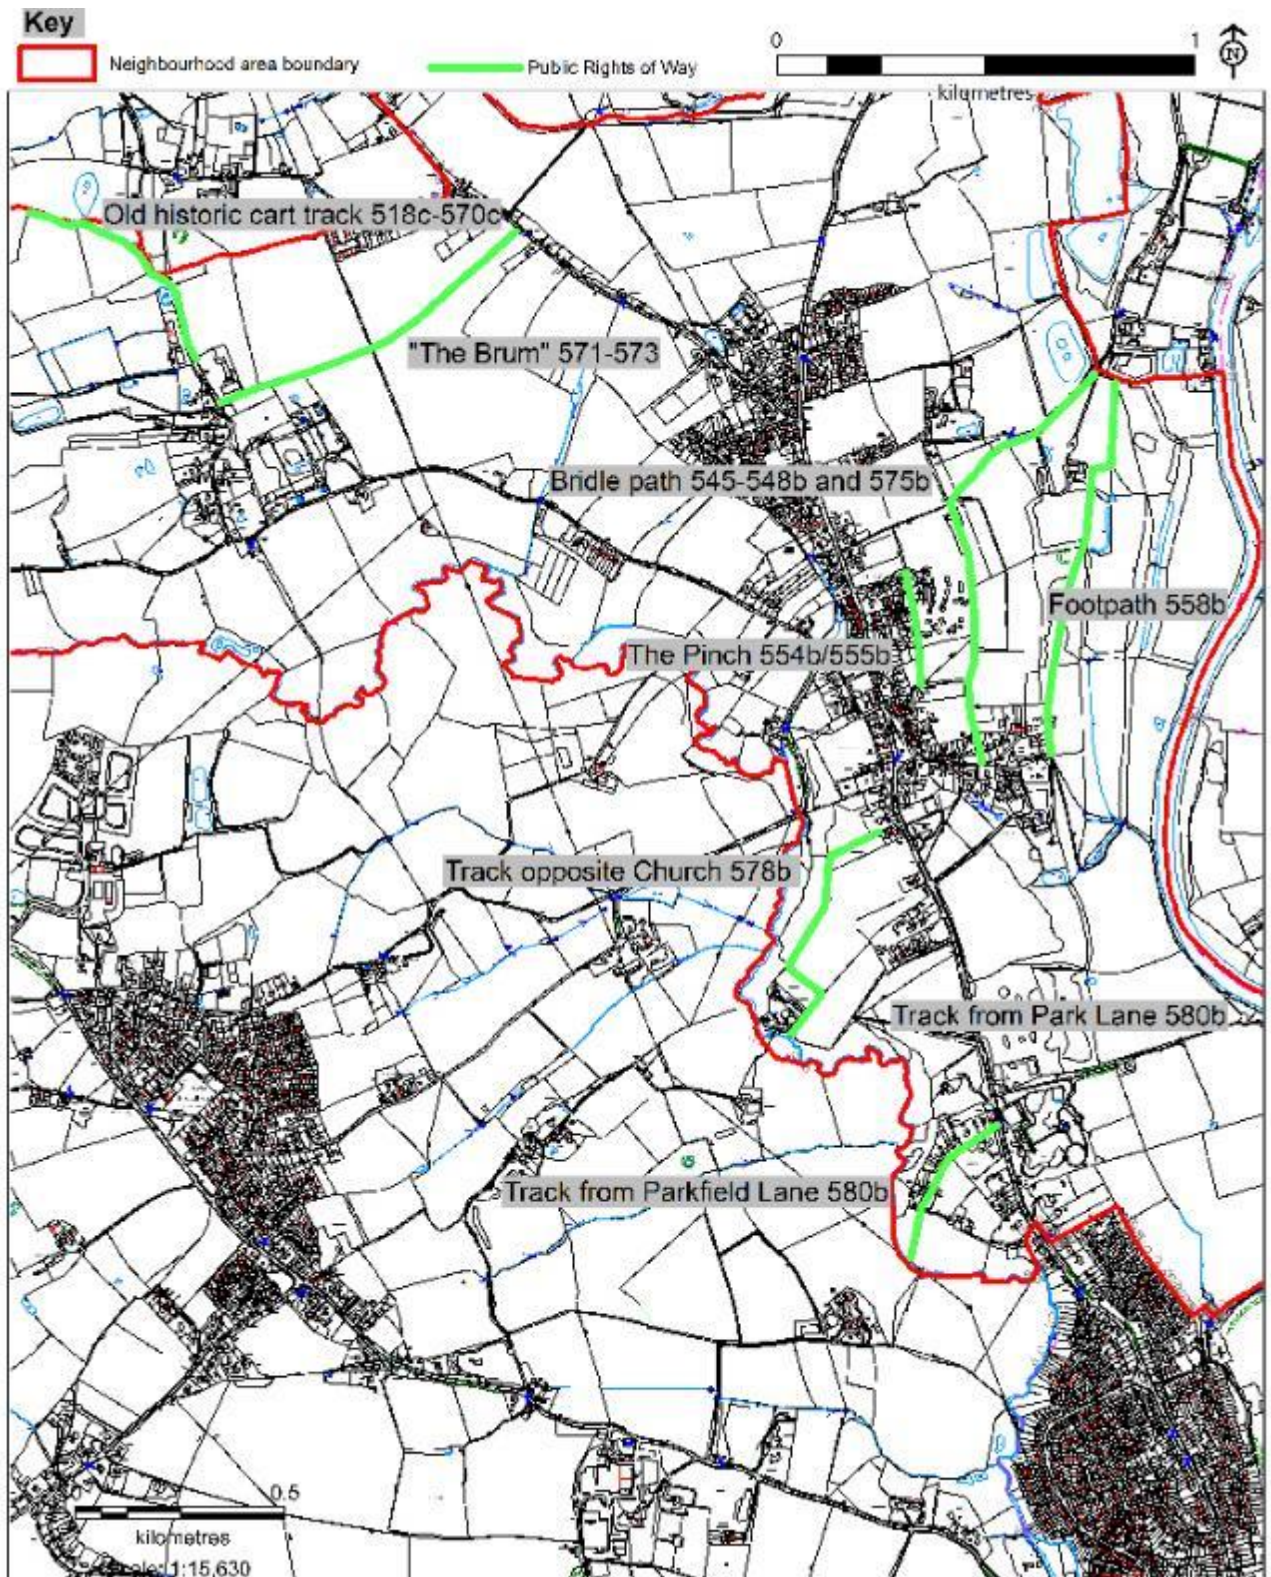 Key
Neighbourhood area boundary
Public Rights of Way
0 1
kilometres
N
Old historic cart track 518c-570c
"The Brum" 571-573
Bridle path 545-548b and 575b
Footpath 558b
The Pinch 554b/555b
Track opposite Church 578b
Track from Park Lane 580b
Track from Parkfield Lane 580b
0.5
kilometres
1:15,630